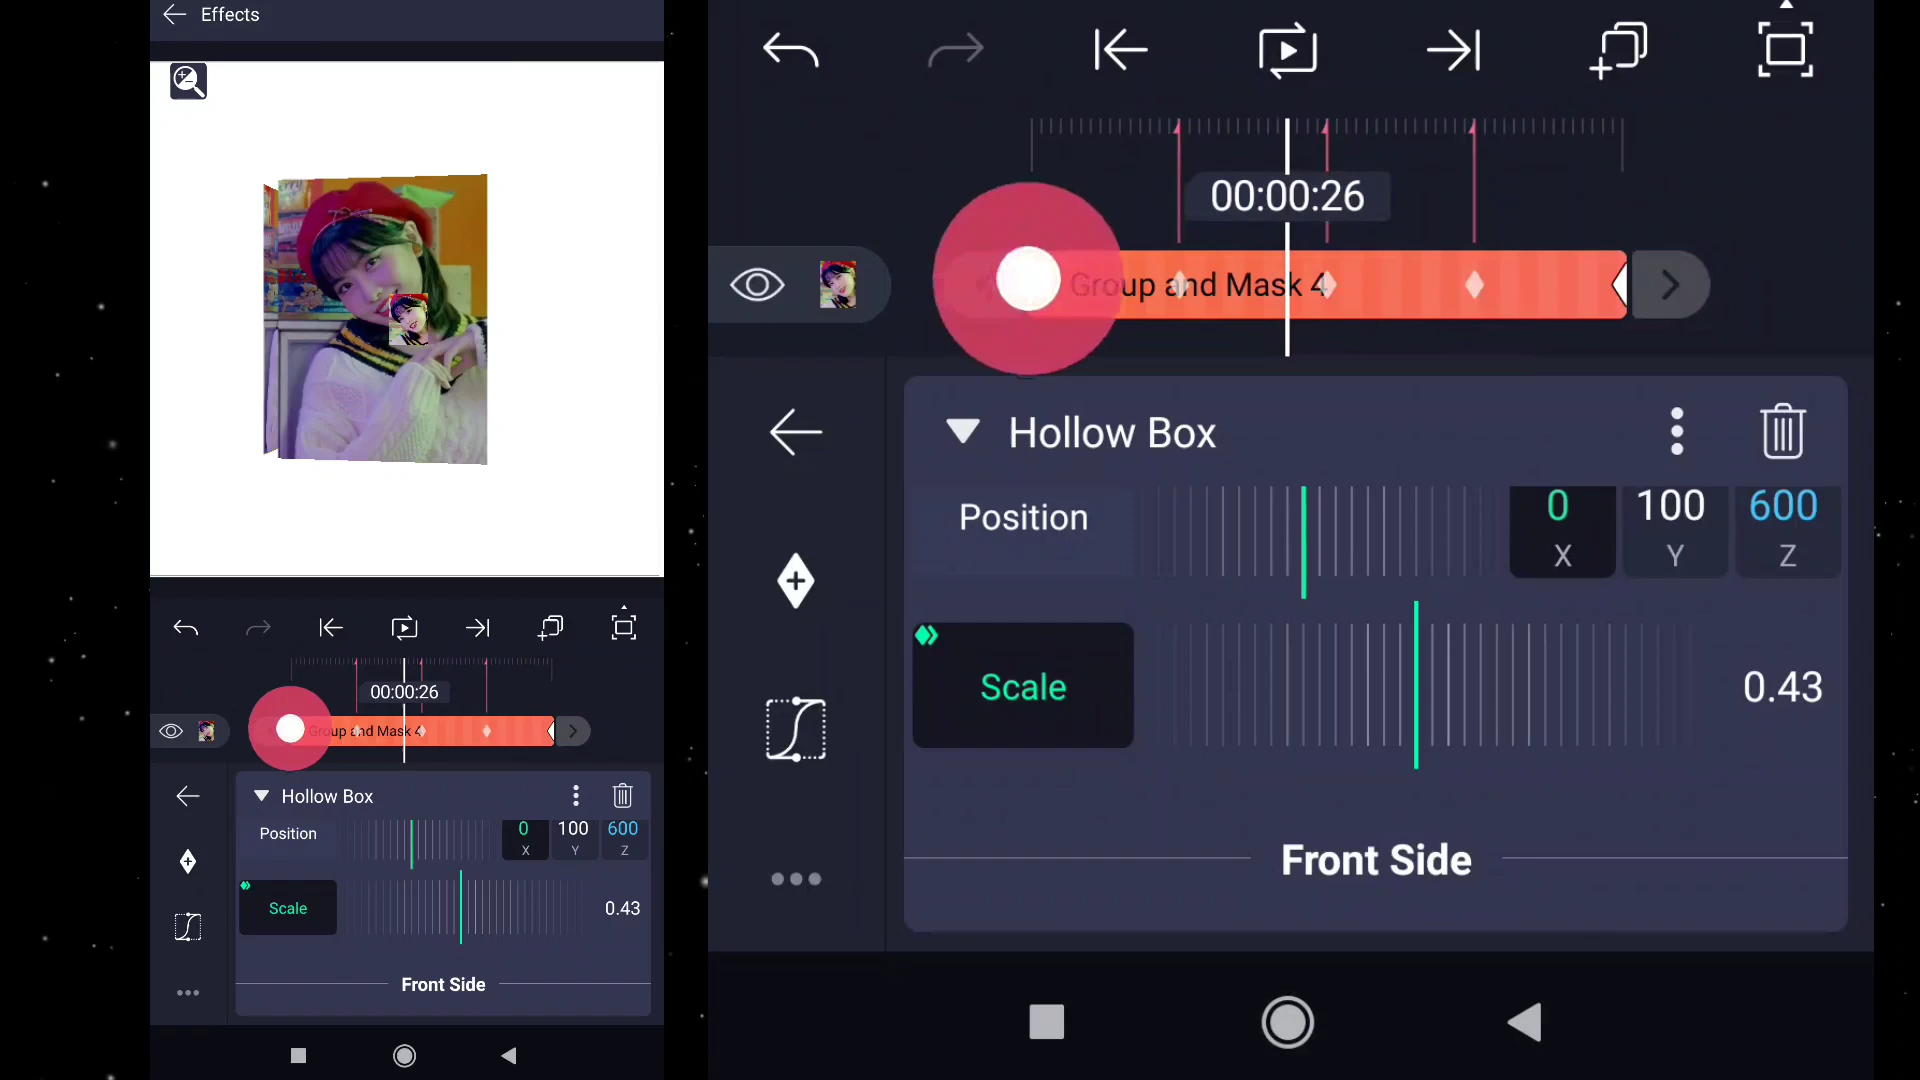 Effects
00:00:26
Group and Mask 4
Hollow Box
Position
0 100 600
X Y Z
Scale
0.43
Front Side
00:00:26
Group and Mask 4
Hollow Box
Position
0 100 600
X Y Z
Scale
0.43
Front Side